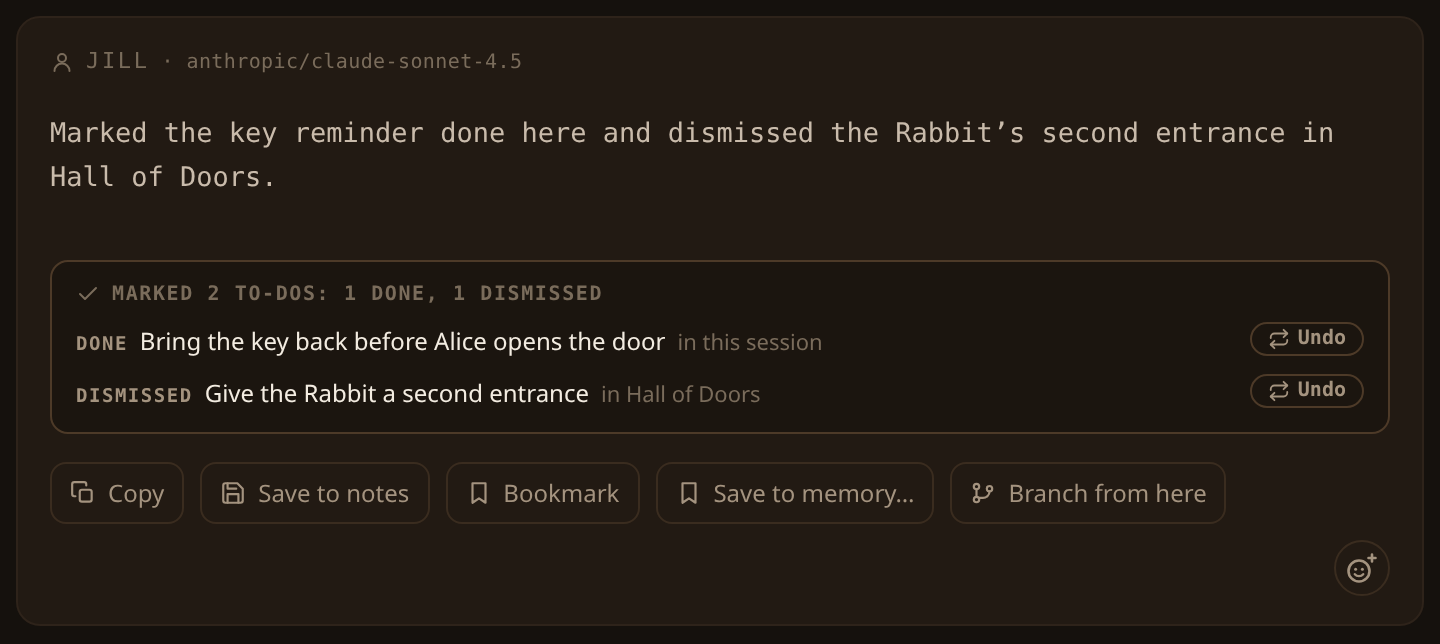 JILL · anthropic/claude-sonnet-4.5
Marked the key reminder done here and dismissed the Rabbit’s second entrance in
Hall of Doors.
MARKED 2 TO-DOS: 1 DONE, 1 DISMISSED
DONE Bring the key back before Alice opens the door in this session Undo
DISMISSED Give the Rabbit a second entrance in Hall of Doors Undo
Copy Save to notes Bookmark Save to memory... Branch from here